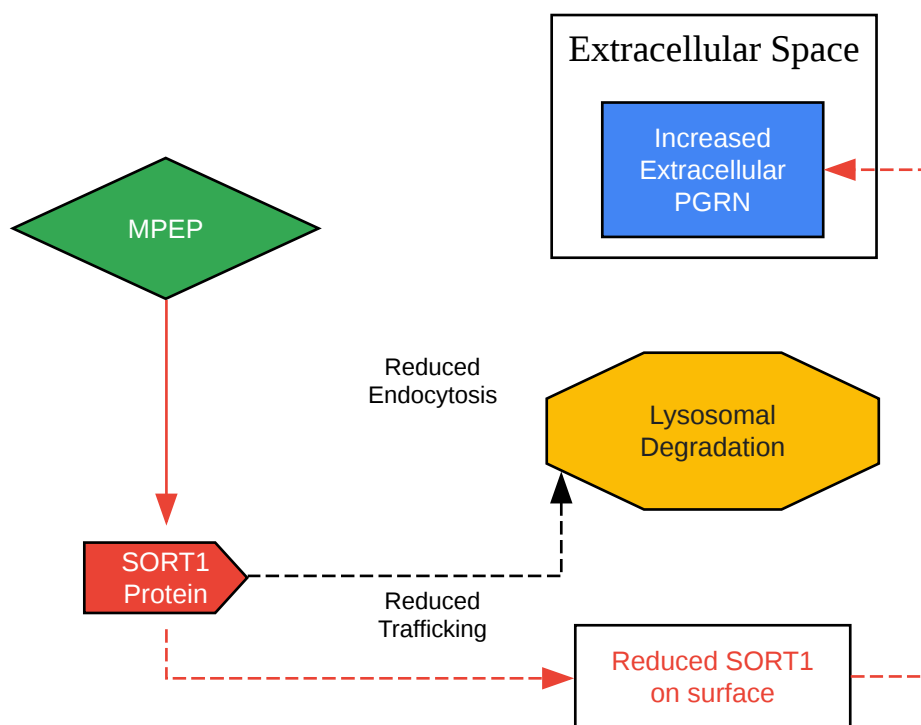 Extracellular Space
Increased
Extracellular
PGRN
MPEP
Reduced
Endocytosis
Lysosomal
Degradation
SORT1
Protein
Reduced
Trafficking
Reduced SORT1
on surface